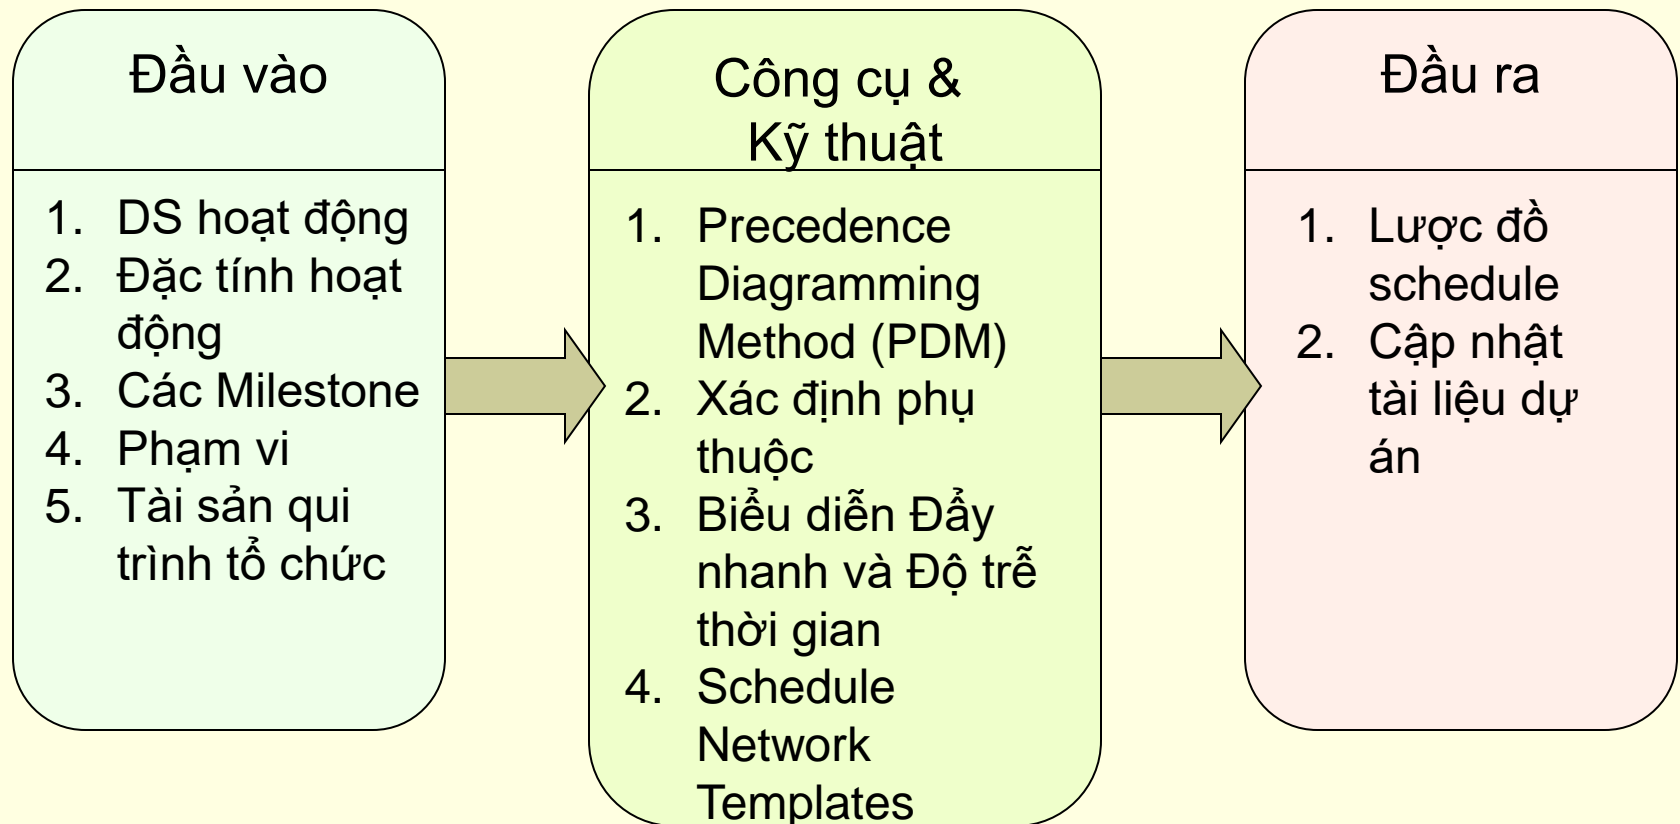 Đầu vào
1. DS hoạt động
2. Đặc tính hoạt
động
3. Các Milestone
4. Phạm vi
5. Tài sản qui
trình tổ chức
Công cụ &
Kỹ thuật
1. Precedence
Diagramming
Method (PDM)
2. Xác định phụ
thuộc
3. Biểu diễn Đẩy
nhanh và Độ trễ
thời gian
4. Schedule
Network
Templates
Đầu ra
1. Lược đồ
schedule
2. Cập nhật
tài liệu dự
án